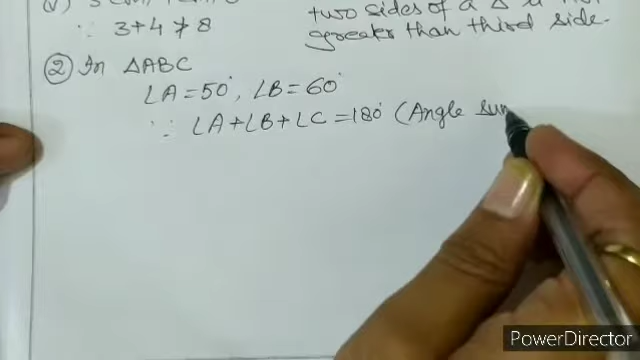 two sides of a Δ is not
∵ 3+4 ≯ 8
greater than third side.
② In ΔABC
∠A = 50°, ∠B = 60°
∵ ∠A+∠B+∠C = 180° (Angle Sum
PowerDirector